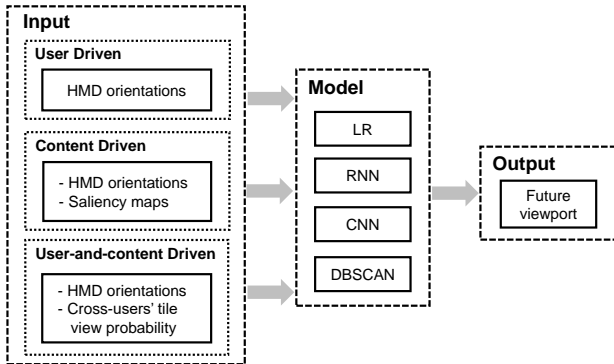 Input
User Driven
HMD orientations
Content Driven
- HMD orientations
- Saliency maps
User-and-content Driven
- HMD orientations
- Cross-users' tile
view probability
Model
LR
RNN
CNN
DBSCAN
Output
Future
viewport